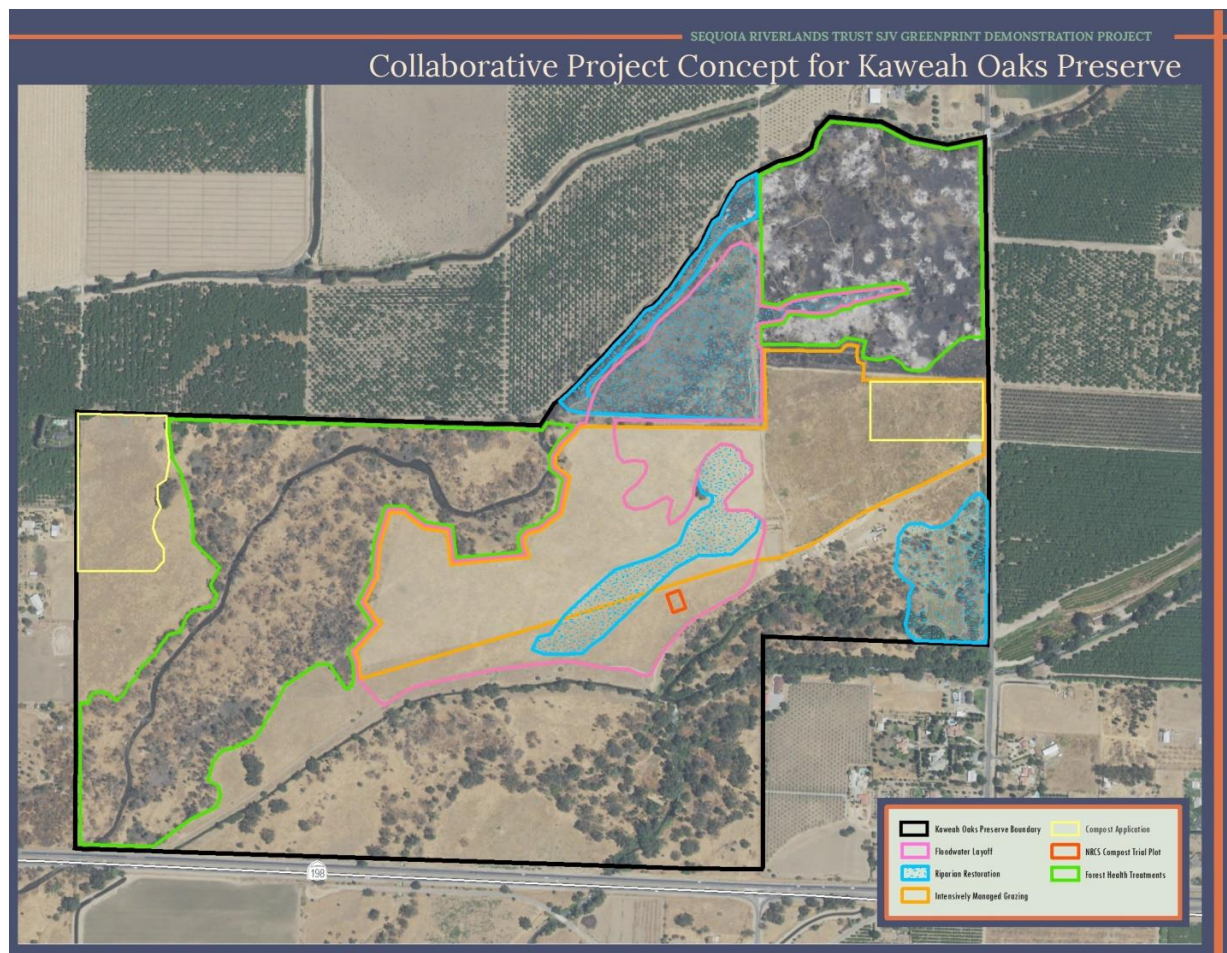 SEQUOIA RIVERLANDS TRUST SJV GREENPRINT DEMONSTRATION PROJECT
Collaborative Project Concept for Kaweah Oaks Preserve
198
Kaweah Oaks Preserve Boundary
Floodwater Layoff
Riparian Restoration
Intensively Managed Grazing
Compost Application
NRCS Compost Trial Plot
Forest Health Treatments